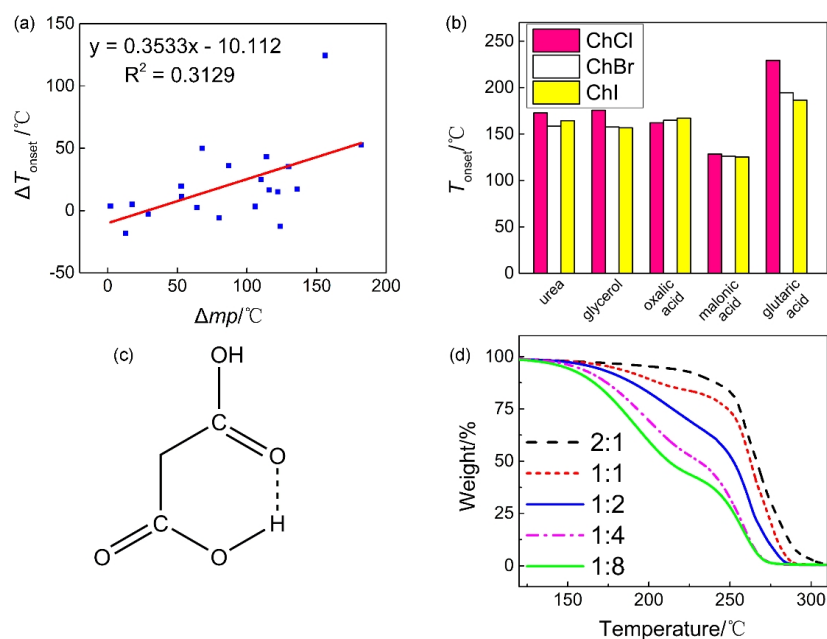 (a)
y = 0.3533x - 10.112
R² = 0.3129
ΔT onset /℃
150
100
50
0
-50
0 50 100 150 200
Δmp/℃
(b)
ChCl
ChBr
ChI
T onset/℃
250
200
150
100
50
0
urea
glycerol
oxalic
acid
malonic
acid
glutaric
acid
(c)
OH
C
O
H
C
O
O
(d)
Weight/%
100
75
50
25
0
2:1
1:1
1:2
1:4
1:8
150 200 250 300
Temperature/℃